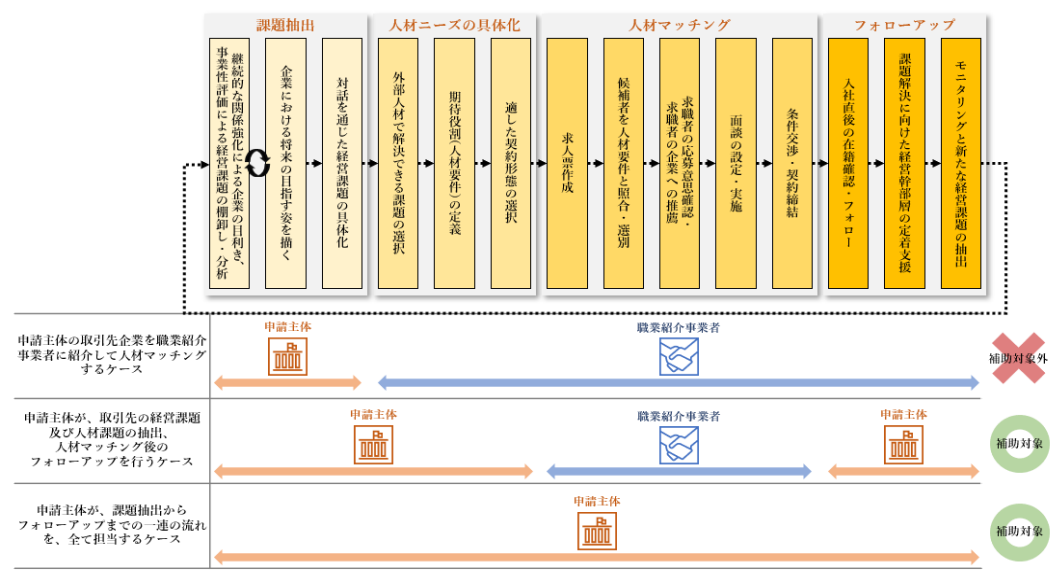 課題抽出
人材ニーズの具体化
人材マッチング
フォローアップ
継続的な関係強化による企業の目利き、
事業性評価による経営課題の棚卸し・分析
企業における将来の目指す姿を描く
対話を通じた経営課題の具体化
外部人材で解決できる課題の選択
期待役割(人材要件)の定義
適した契約形態の選択
求人票作成
候補者を人材要件と照合・選別
求職者の応募意思確認・
求職者の企業への推薦
面談の設定・実施
条件交渉・契約締結
入社直後の在籍確認・フォロー
課題解決に向けた経営幹部層の定着支援
モニタリングと新たな経営課題の抽出
申請主体の取引先企業を職業紹介
事業者に紹介して人材マッチング
するケース
申請主体
職業紹介事業者
補助対象外
申請主体が、取引先の経営課題
及び人材課題の抽出、
人材マッチング後の
フォローアップを行うケース
申請主体
職業紹介事業者
申請主体
補助対象
申請主体が、課題抽出から
フォローアップまでの一連の流れ
を、全て担当するケース
申請主体
補助対象